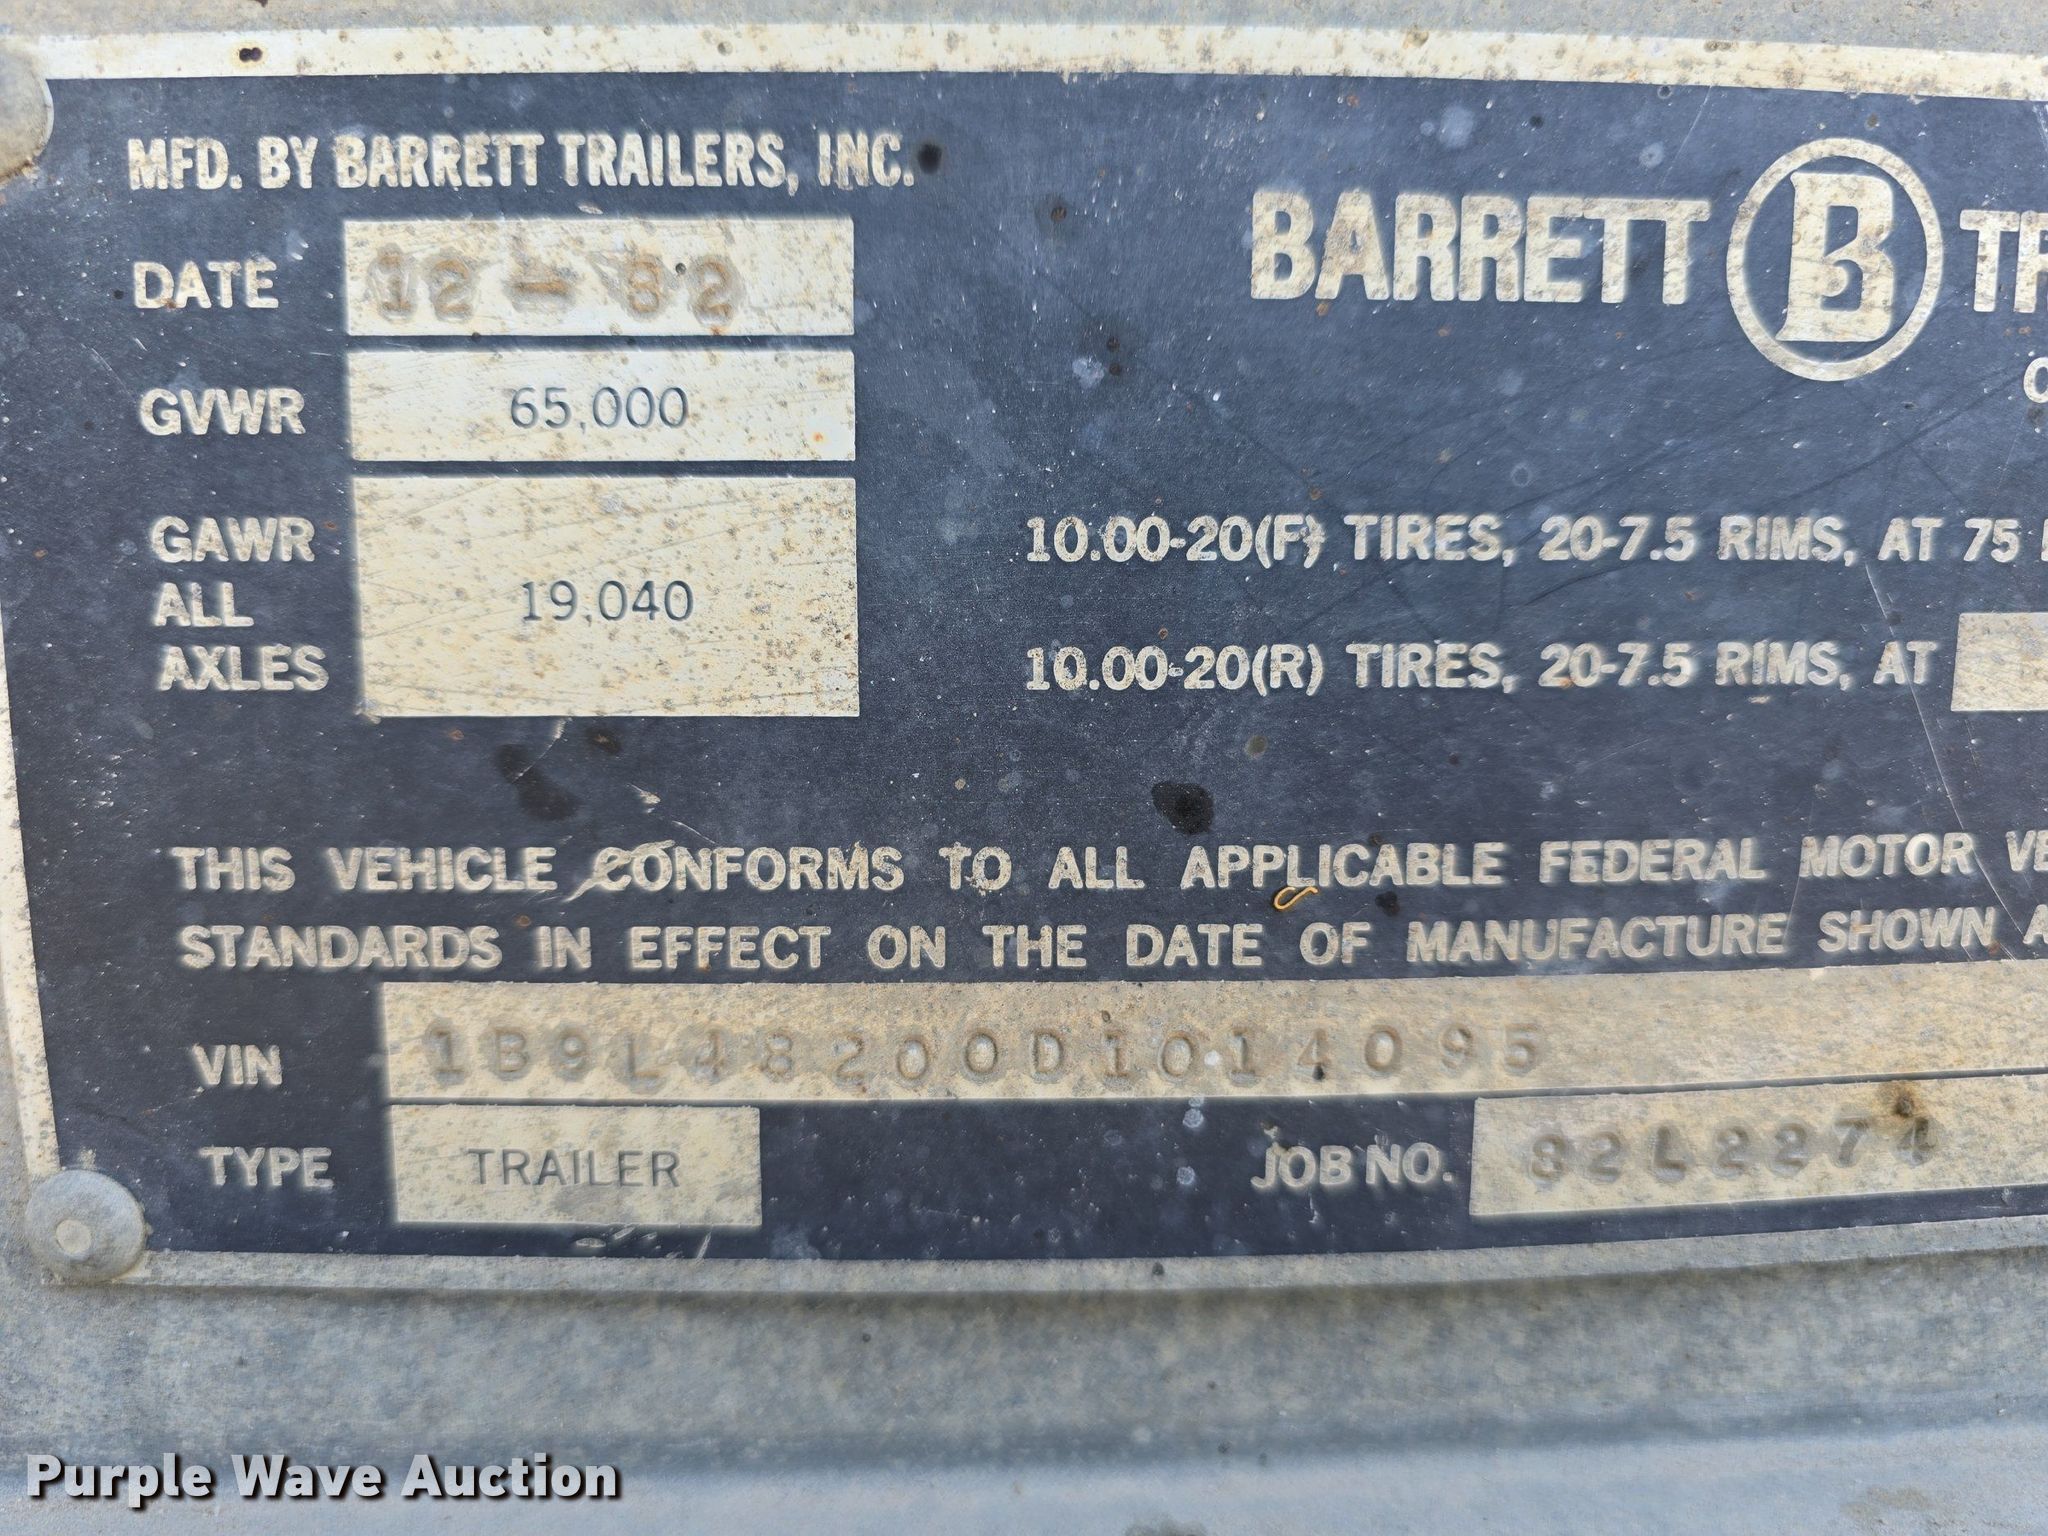 MFD. BY BARRETT TRAILERS, INC.
DATE 12-82
BARRETT B
GVWR 65,000
GAWR
ALL
AXLES 19,040
10.00-20(F) TIRES, 20-7.5 RIMS, AT 75
10.00-20(R) TIRES, 20-7.5 RIMS, AT
THIS VEHICLE CONFORMS TO ALL APPLICABLE FEDERAL MOTOR
STANDARDS IN EFFECT ON THE DATE OF MANUFACTURE SHOWN
VIN 1B9L48200D1014095
TYPE TRAILER JOB NO. 82L2274
Purple Wave Auction